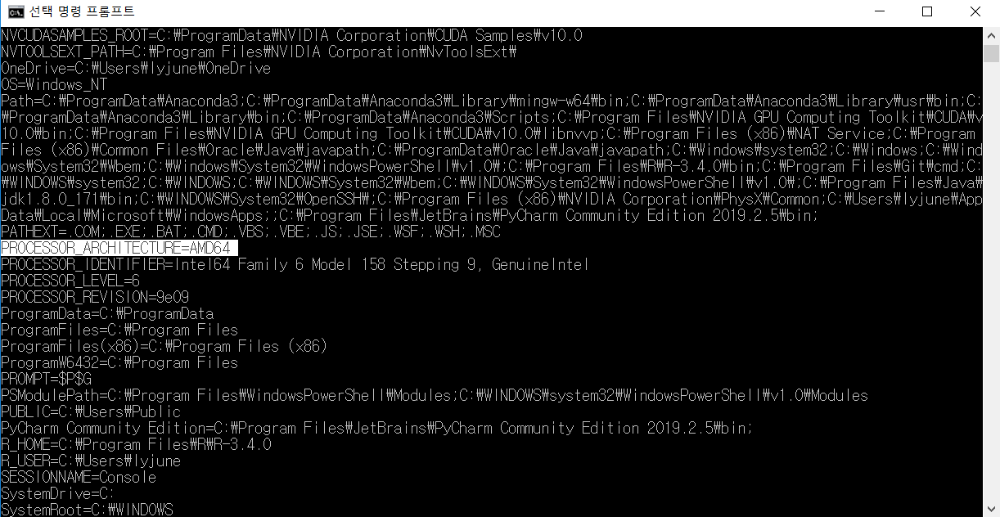 선택 명령 프롬프트
NVCUDASAMPLES_ROOT=C:₩ProgramData₩NVIDIA Corporation₩CUDA Samples₩v10.0
NVTOOLSEXT_PATH=C:₩Program Files₩NVIDIA Corporation₩NvToolsExt₩
OneDrive=C:₩Users₩lyjune₩OneDrive
OS=Windows_NT
Path=C:₩ProgramData₩Anaconda3;C:₩ProgramData₩Anaconda3₩Library₩mingw-w64₩bin;C:₩ProgramData₩Anaconda3₩Library₩usr₩bin;C:
₩ProgramData₩Anaconda3₩Library₩bin;C:₩ProgramData₩Anaconda3₩Scripts;C:₩Program Files₩NVIDIA GPU Computing Toolkit₩CUDA₩v
10.0₩bin;C:₩Program Files₩NVIDIA GPU Computing Toolkit₩CUDA₩v10.0₩libnvvp;C:₩Program Files (x86)₩NAT Service;C:₩Program
Files (x86)₩Common Files₩Oracle₩Java₩javapath;C:₩ProgramData₩Oracle₩Java₩javapath;C:₩Windows₩system32;C:₩Windows;C:₩Wind
ows₩System32₩Wbem;C:₩Windows₩System32₩WindowsPowerShell₩v1.0₩;C:₩Program Files₩R₩R-3.4.0₩bin;C:₩Program Files₩Git₩cmd;C:
₩WINDOWS₩system32;C:₩WINDOWS;C:₩WINDOWS₩System32₩Wbem;C:₩WINDOWS₩System32₩WindowsPowerShell₩v1.0₩;C:₩Program Files₩Java₩
jdk1.8.0_171₩bin;C:₩WINDOWS₩System32₩OpenSSH₩;C:₩Program Files (x86)₩NVIDIA Corporation₩PhysX₩Common;C:₩Users₩lyjune₩App
Data₩Local₩Microsoft₩WindowsApps;;C:₩Program Files₩JetBrains₩PyCharm Community Edition 2019.2.5₩bin;
PATHEXT=.COM;.EXE;.BAT;.CMD;.VBS;.VBE;.JS;.JSE;.WSF;.WSH;.MSC
PROCESSOR_ARCHITECTURE=AMD64
PROCESSOR_IDENTIFIER=Intel64 Family 6 Model 158 Stepping 9, GenuineIntel
PROCESSOR_LEVEL=6
PROCESSOR_REVISION=9e09
ProgramData=C:₩ProgramData
ProgramFiles=C:₩Program Files
ProgramFiles(x86)=C:₩Program Files (x86)
ProgramW6432=C:₩Program Files
PROMPT=$P$G
PSModulePath=C:₩Program Files₩WindowsPowerShell₩Modules;C:₩WINDOWS₩system32₩WindowsPowerShell₩v1.0₩Modules
PUBLIC=C:₩Users₩Public
PyCharm Community Edition=C:₩Program Files₩JetBrains₩PyCharm Community Edition 2019.2.5₩bin;
R_HOME=C:₩Program Files₩R₩R-3.4.0
R_USER=C:₩Users₩lyjune
SESSIONNAME=Console
SystemDrive=C:
SystemRoot=C:₩WINDOWS